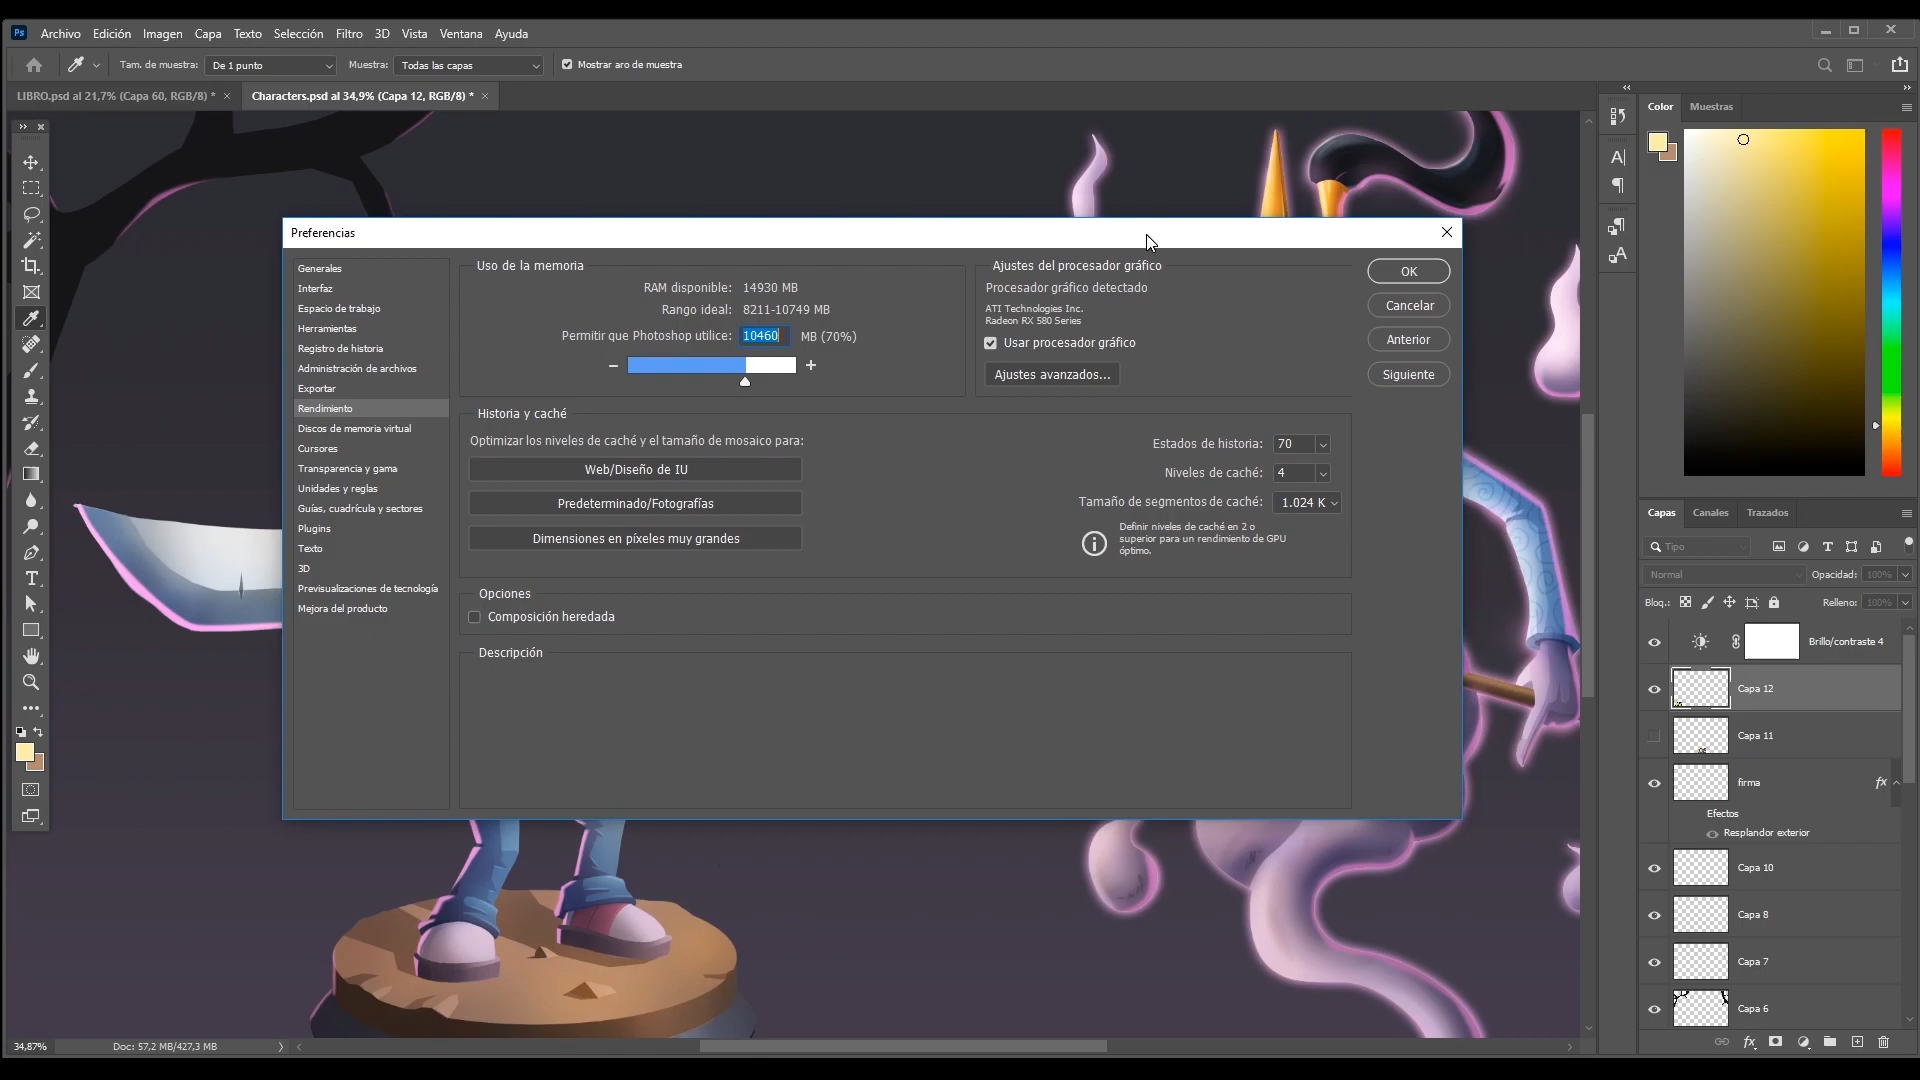 Ps Archivo Edición Imagen Capa Texto Selección Filtro 3D Vista Ventana Ayuda
Tam. de muestra: De 1 punto Muestra: Todas las capas Mostrar aro de muestra
LIBRO.psd al 21,7% (Capa 60, RGB/8) * Characters.psd al 34,9% (Capa 12, RGB/8) *
Preferencias
Generales
Interfaz
Espacio de trabajo
Herramientas
Registro de historia
Administración de archivos
Exportar
Rendimiento
Discos de memoria virtual
Cursores
Transparencia y gama
Unidades y reglas
Guías, cuadrícula y sectores
Plugins
Texto
3D
Previsualizaciones de tecnología
Mejora del producto
Uso de la memoria
RAM disponible: 14930 MB
Rango ideal: 8211-10749 MB
Permitir que Photoshop utilice: 10460 MB (70%)
Ajustes del procesador gráfico
Procesador gráfico detectado
ATI Technologies Inc.
Radeon RX 580 Series
Usar procesador gráfico
Ajustes avanzados...
OK
Cancelar
Anterior
Siguiente
Historia y caché
Optimizar los niveles de caché y el tamaño de mosaico para:
Web/Diseño de IU
Predeterminado/Fotografías
Dimensiones en píxeles muy grandes
Estados de historia: 70
Niveles de caché: 4
Tamaño de segmentos de caché: 1.024 K
Definir niveles de caché en 2 o
superior para un rendimiento de GPU
óptimo.
Opciones
Composición heredada
Descripción
Color Muestras
Capas Canales Trazados
Tipo
Normal Opacidad: 100%
Bloq.: Relleno: 100%
Brillo/contraste 4
Capa 12
Capa 11
firma fx
Efectos
Resplandor exterior
Capa 10
Capa 8
Capa 7
Capa 6
fx
34,87% Doc: 57,2 MB/427,3 MB